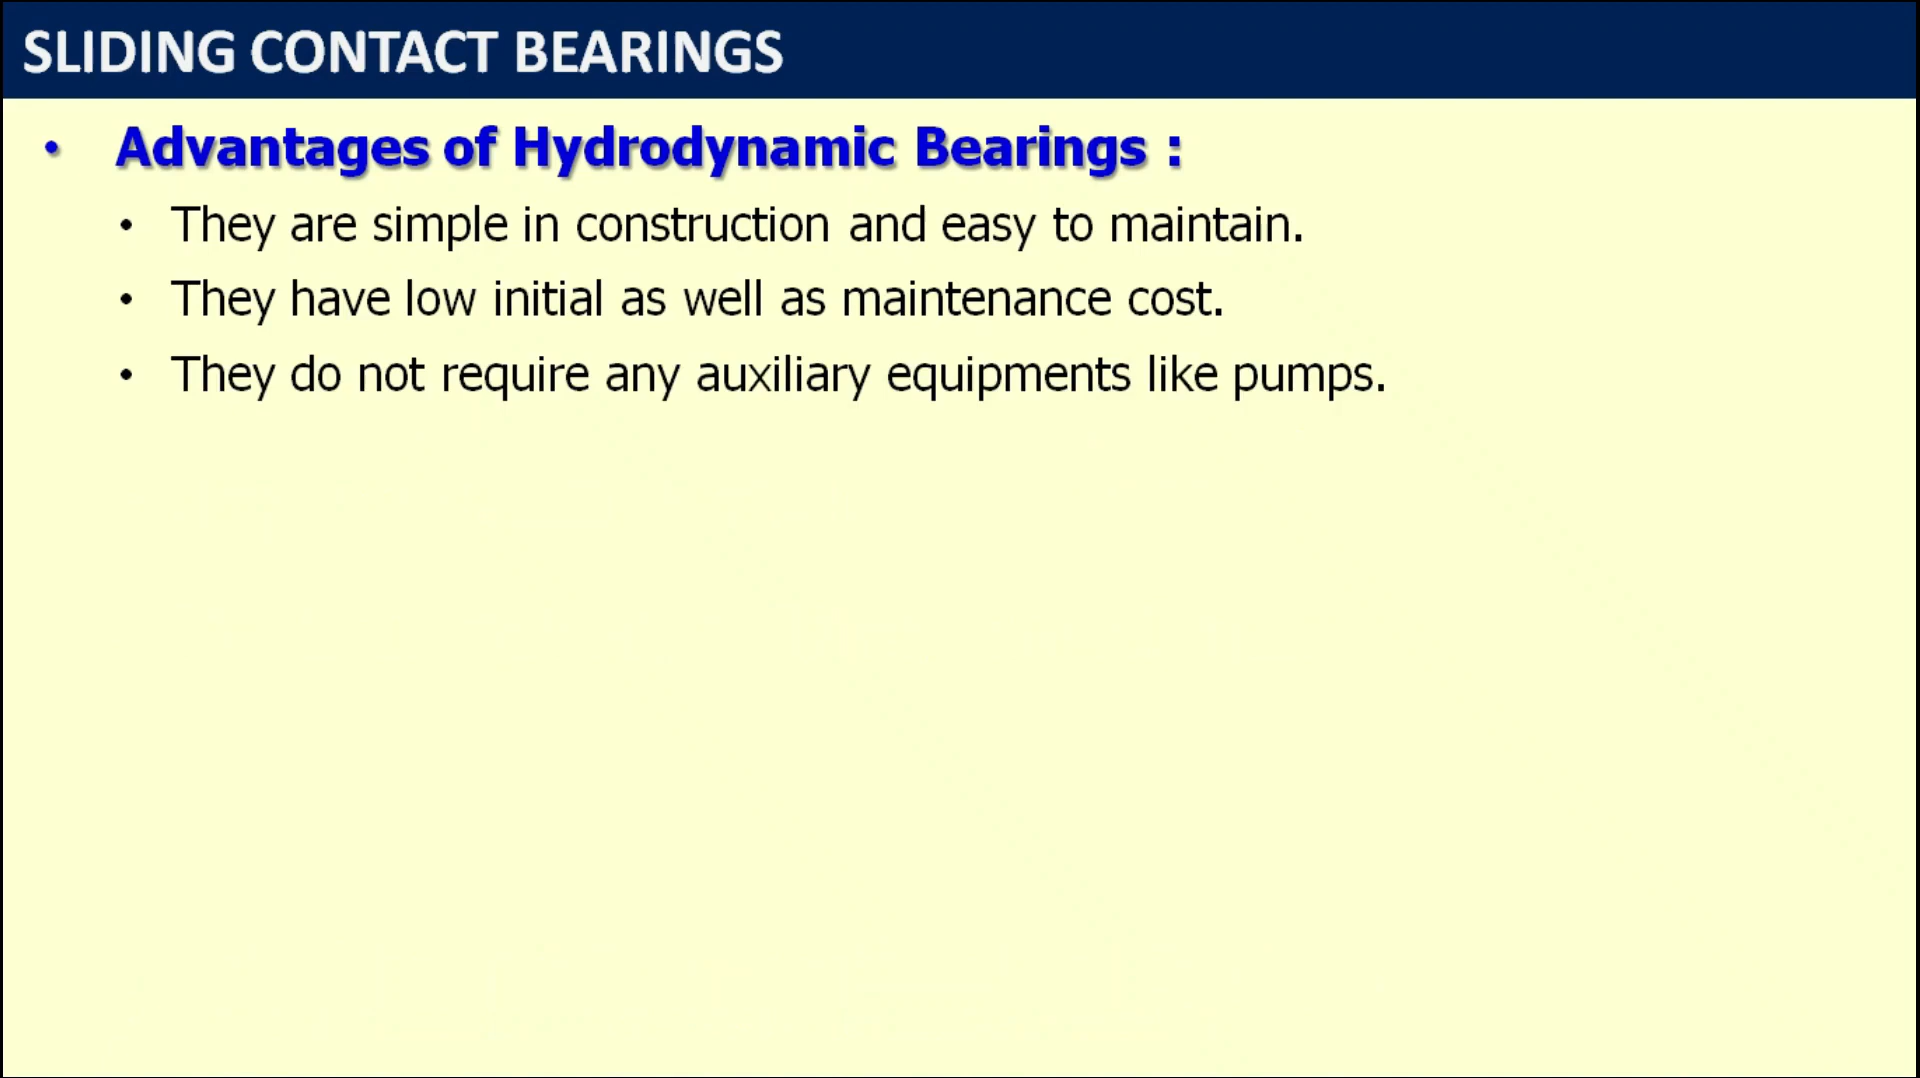 SLIDING CONTACT BEARINGS
• Advantages of Hydrodynamic Bearings :
• They are simple in construction and easy to maintain.
• They have low initial as well as maintenance cost.
• They do not require any auxiliary equipments like pumps.